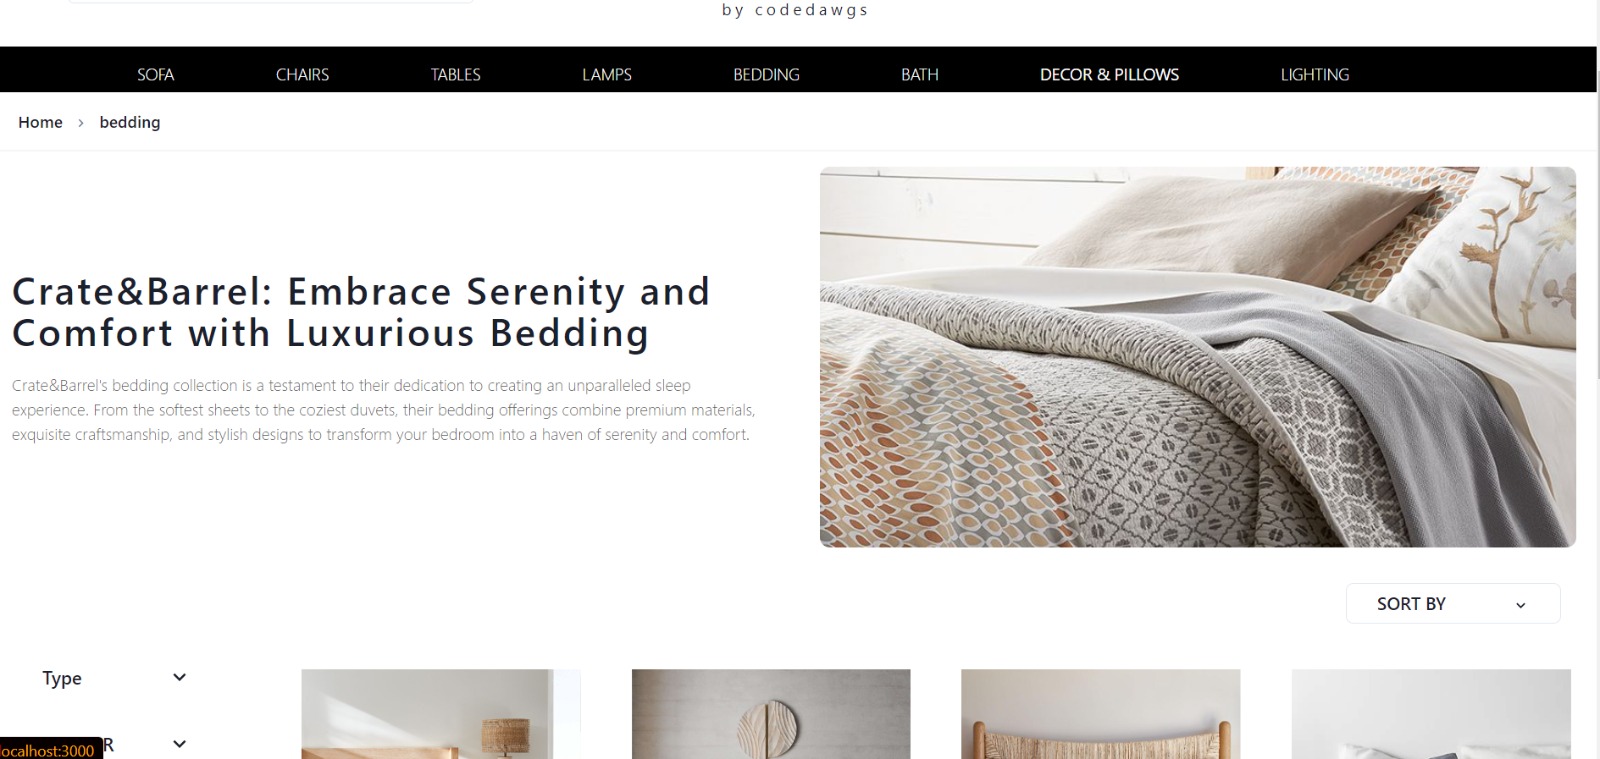 by codedawgs
SOFA CHAIRS TABLES LAMPS BEDDING BATH DECOR & PILLOWS LIGHTING
Home > bedding
Crate&Barrel: Embrace Serenity and
Comfort with Luxurious Bedding
Crate&Barrel's bedding collection is a testament to their dedication to creating an unparalleled sleep
experience. From the softest sheets to the coziest duvets, their bedding offerings combine premium materials,
exquisite craftsmanship, and stylish designs to transform your bedroom into a haven of serenity and comfort.
SORT BY
Type
localhost:3000